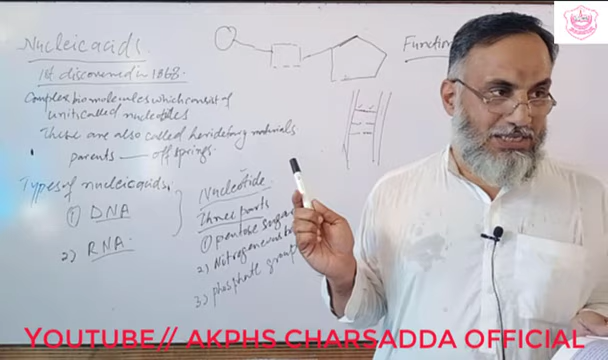 Nucleic acids.
1st discovered in 1868.
Complex biomolecules which consist of
units called nucleotides
These are also called hereditary materials
parents — off springs.
Types of nucleic acids.
① DNA
2) RNA.
Nucleotide.
Three parts
① pentose sugar
2) Nitrogeneous
3) phosphate group
Function
YOUTUBE// AKPHS CHARSADDA OFFICIAL